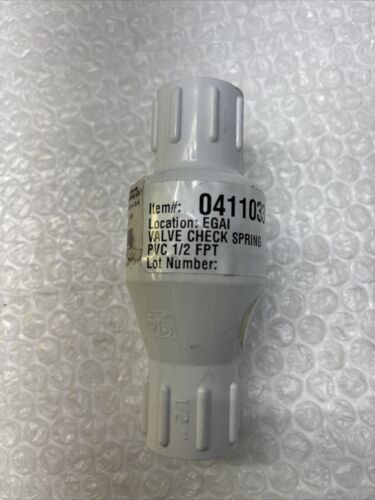 Item#: 0411033
Location: EGAI
VALVE CHECK SPRING
PVC 1/2 FPT
Lot Number:
1/2"